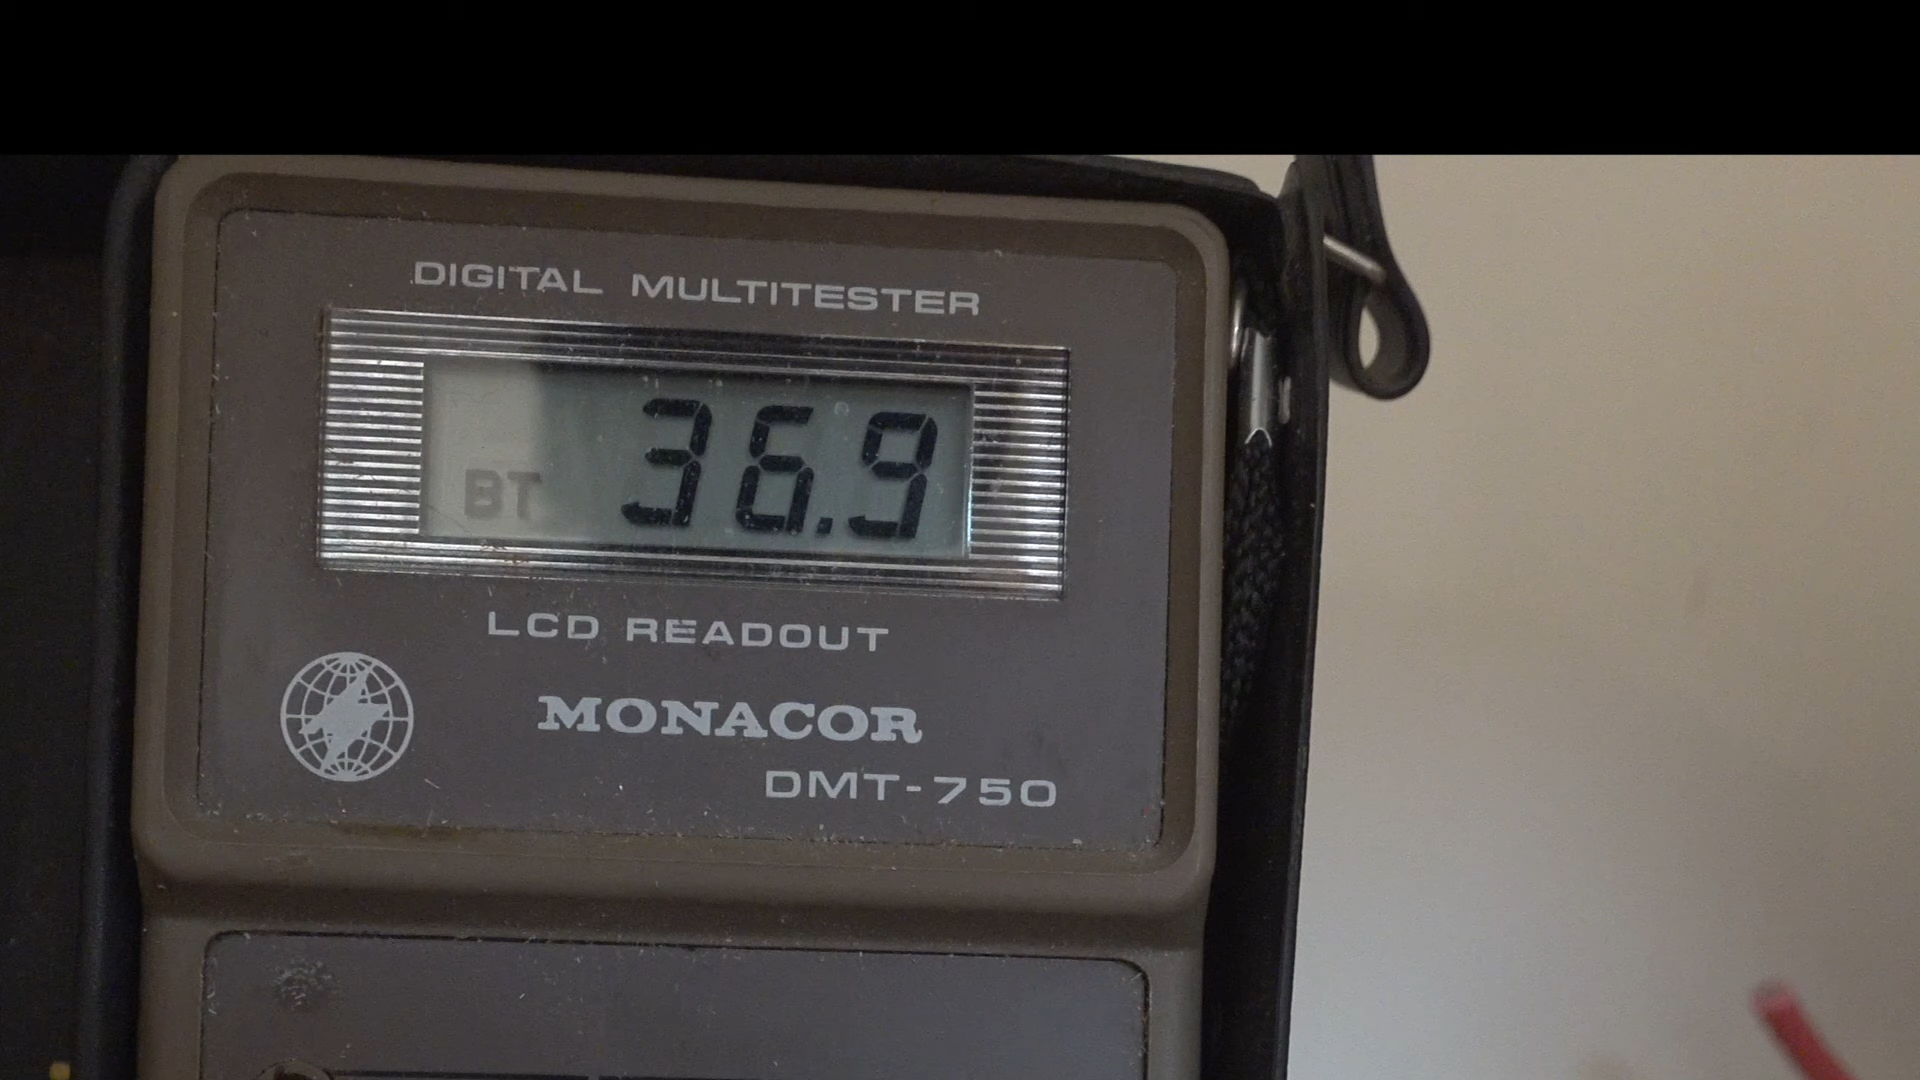 DIGITAL MULTITESTER
BT 36.9
LCD READOUT
MONACOR
DMT-750